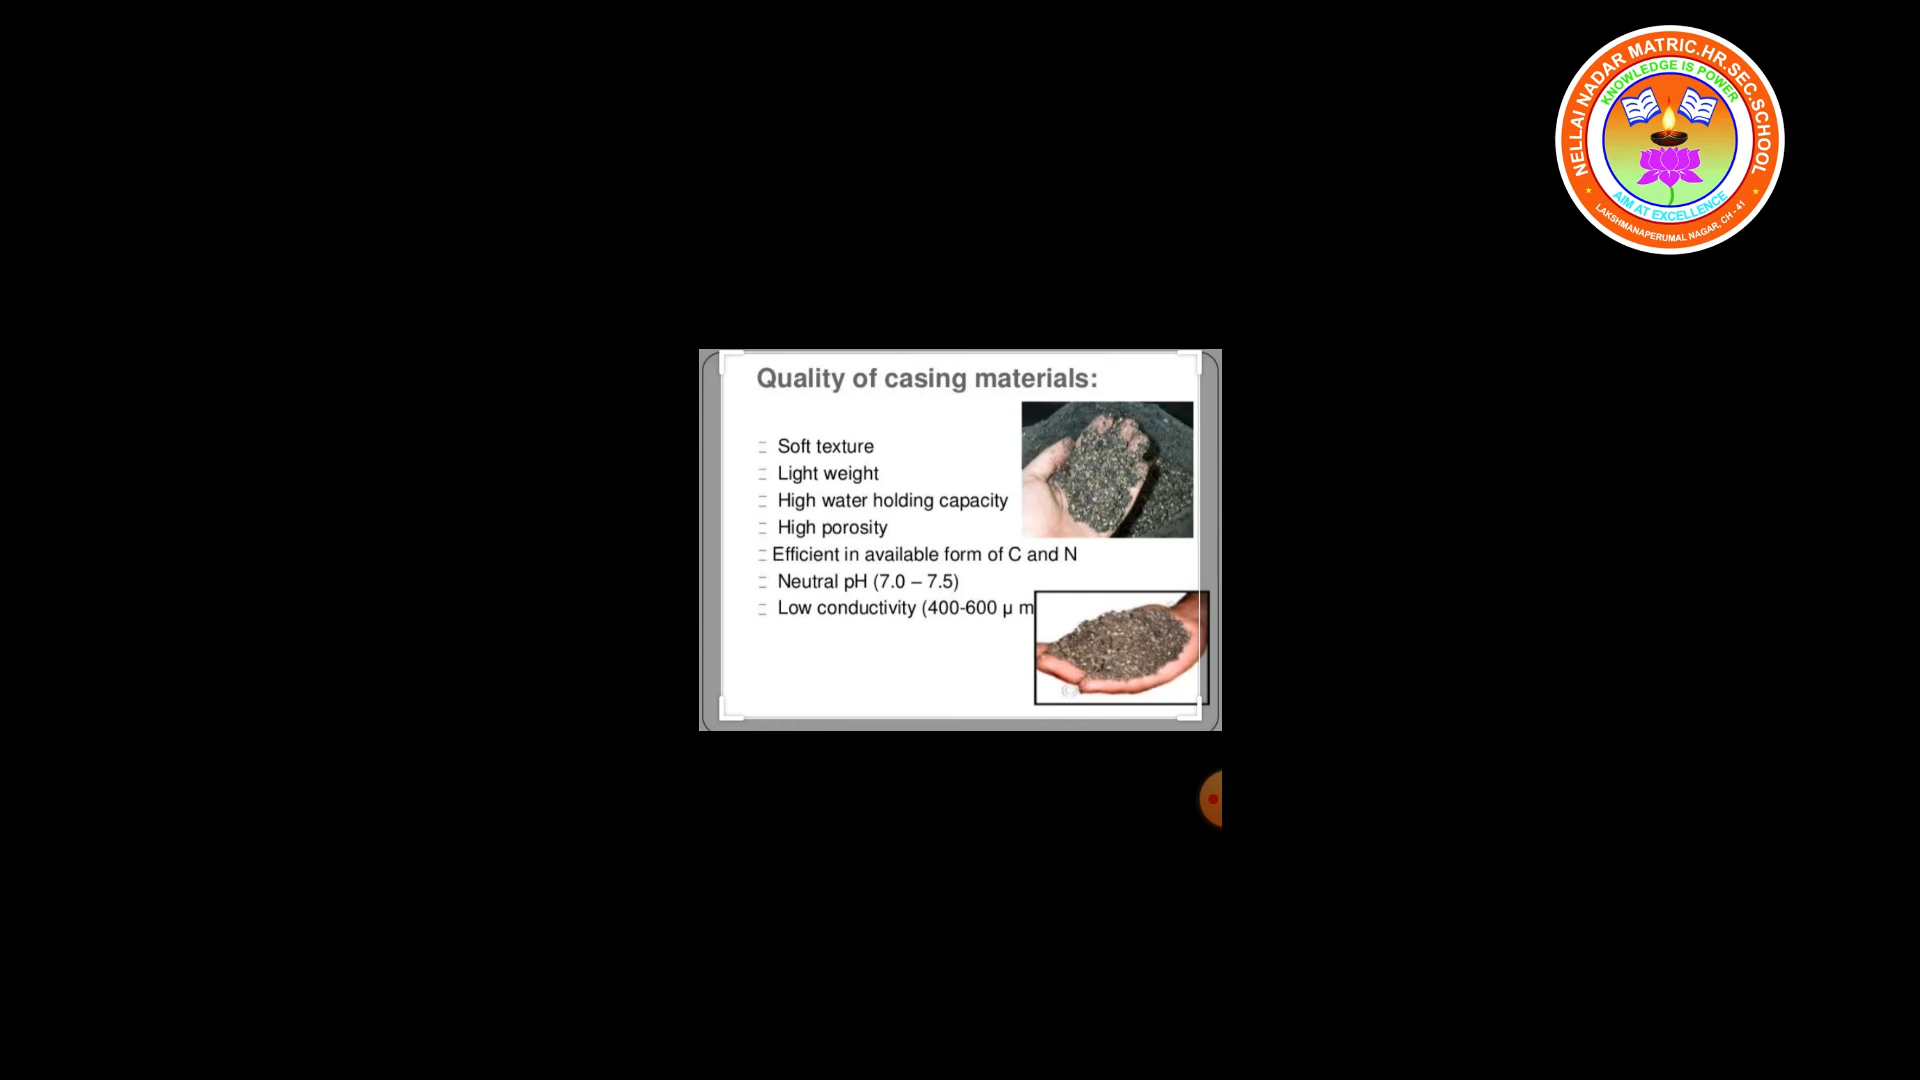 NELLAI NADAR MATRIC.HR.SEC.SCHOOL
KNOWLEDGE IS POWER
AIM AT EXCELLENCE
LAKSHMANAPERUMAL NAGAR, CH - 41
Quality of casing materials:
Soft texture
Light weight
High water holding capacity
High porosity
Efficient in available form of C and N
Neutral pH (7.0 – 7.5)
Low conductivity (400-600 µ m